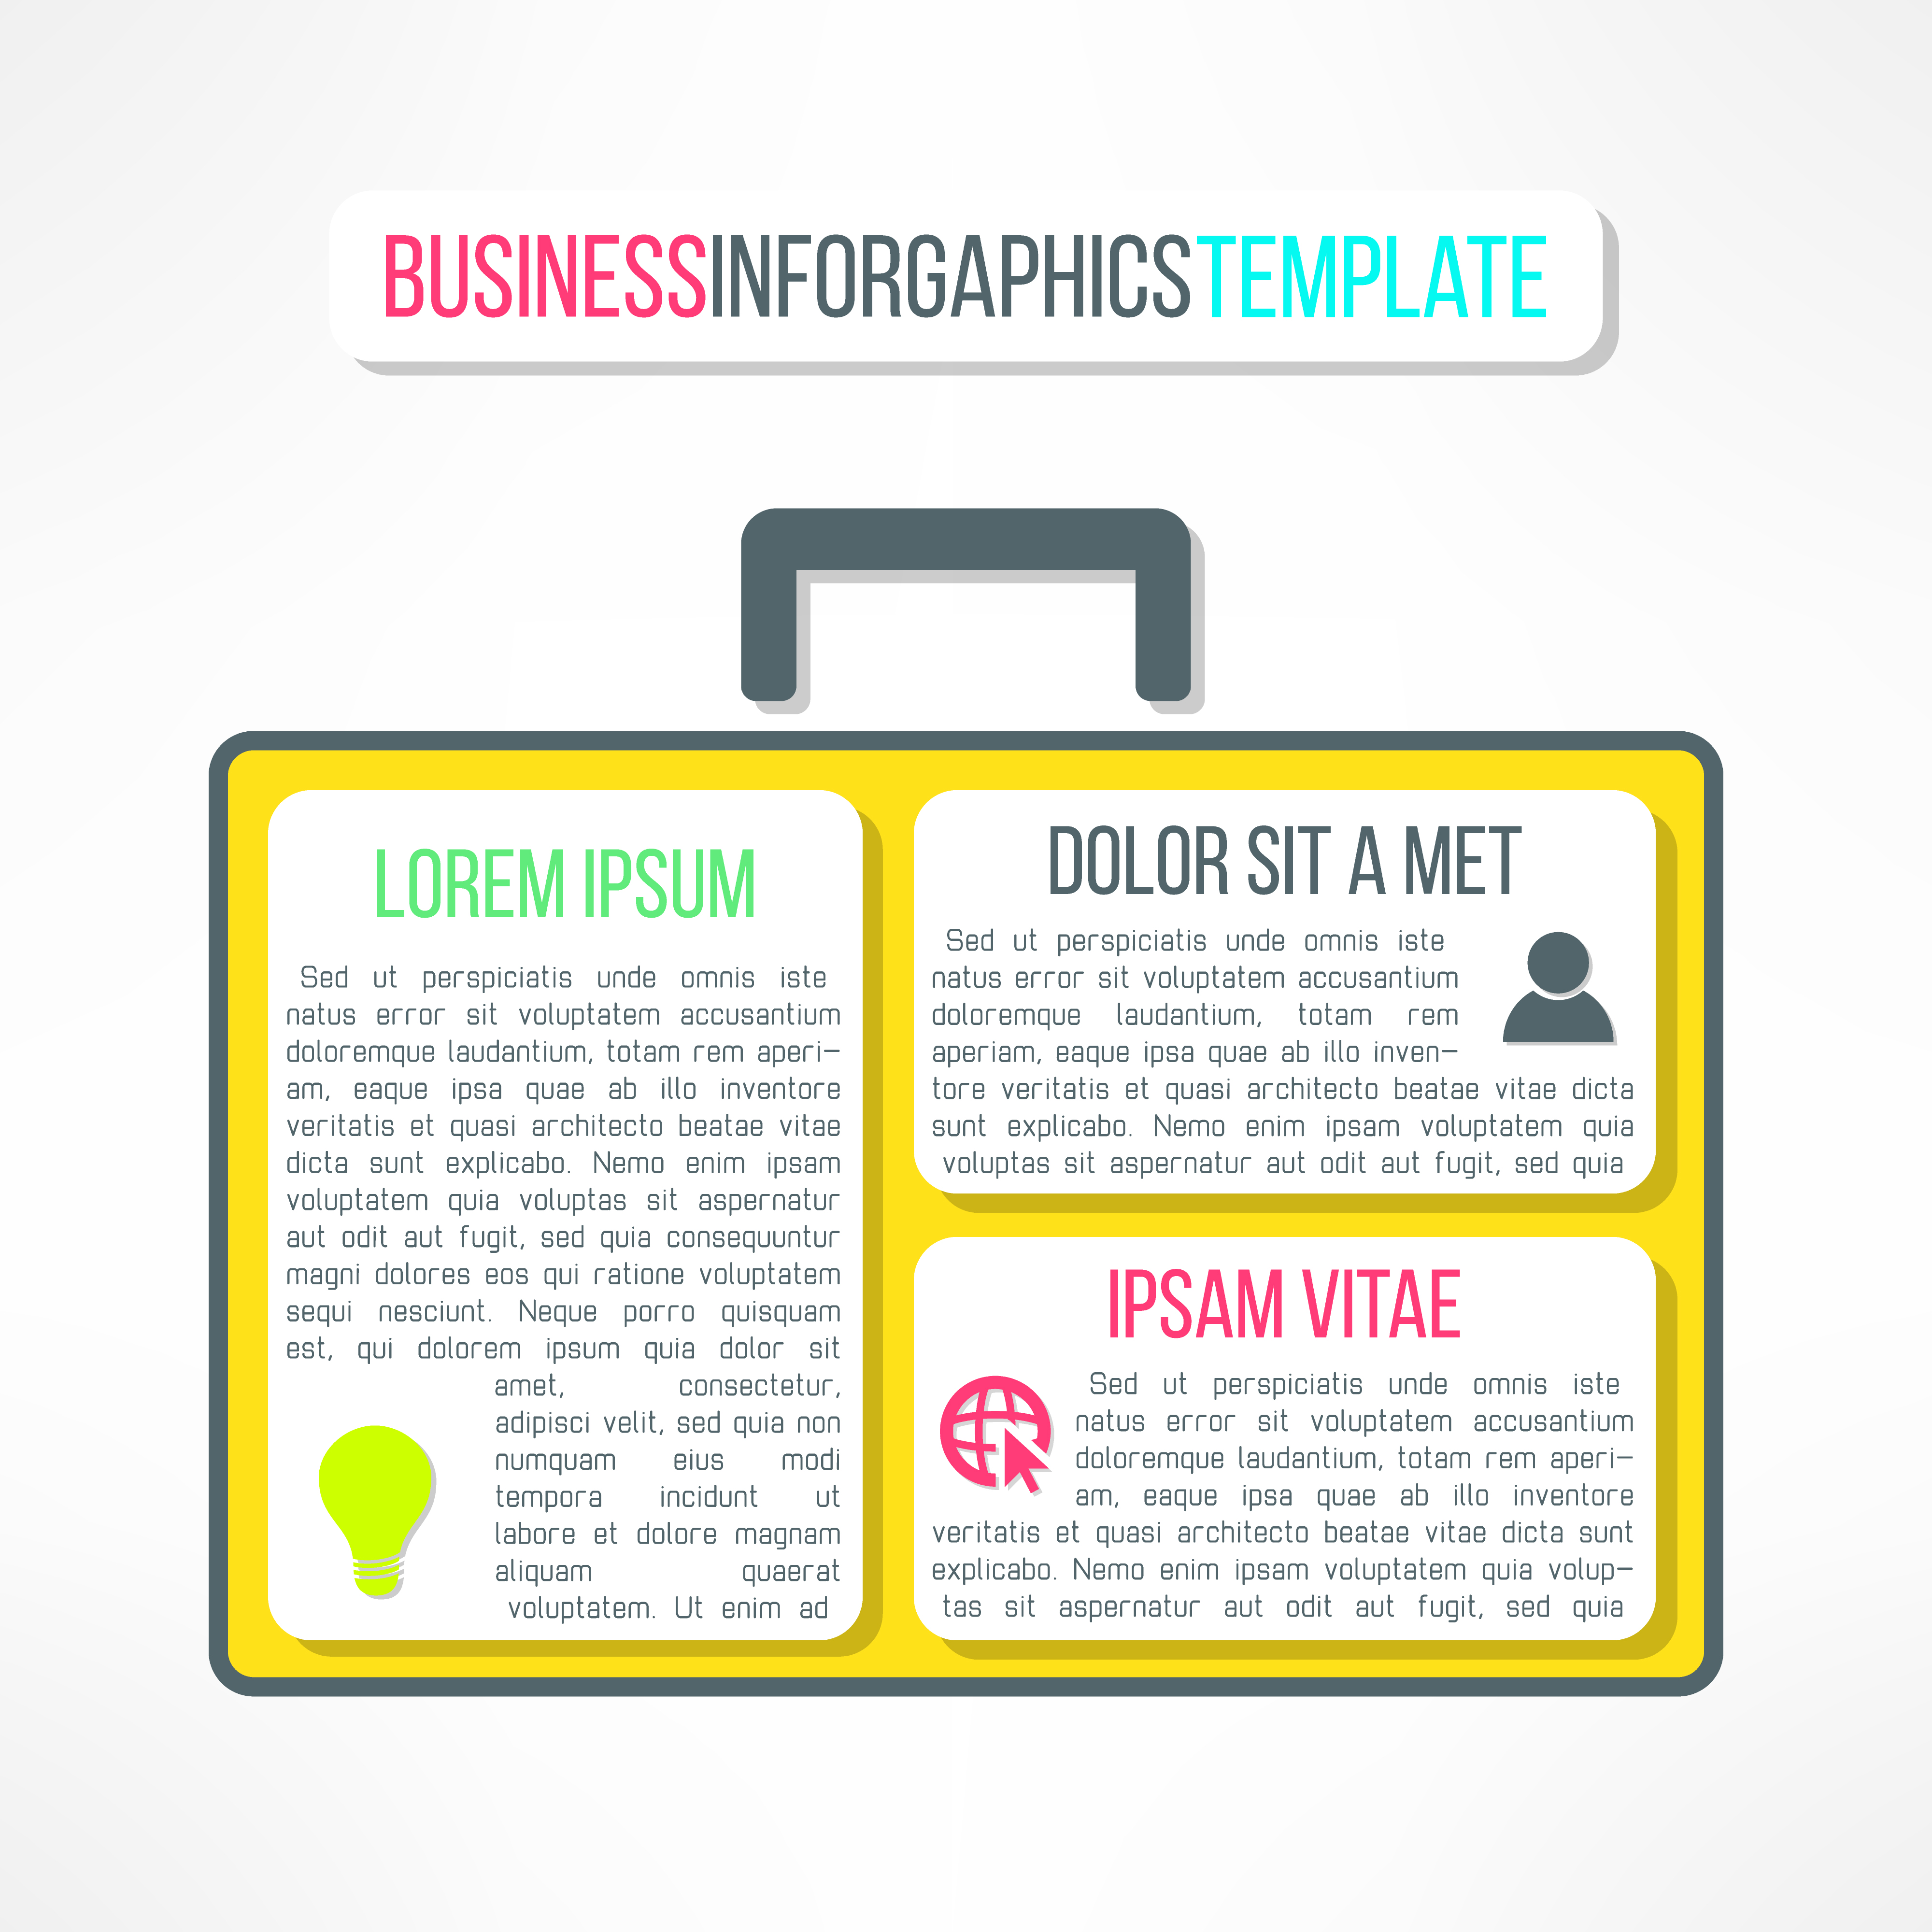 BUSINESSINFORGAPHICSTEMPLATE
LOREM IPSUM
Sed ut perspiciatis unde omnis iste
natus error sit voluptatem accusantium
doloremque laudantium, totam rem aperi-
am, eaque ipsa quae ab illo inventore
veritatis et quasi architecto beatae vitae
dicta sunt explicabo. Nemo enim ipsam
voluptatem quia voluptas sit aspernatur
aut odit aut fugit, sed quia consequuntur
magni dolores eos qui ratione voluptatem
sequi nesciunt. Neque porro quisquam
est, qui dolorem ipsum quia dolor sit
amet, consectetur,
adipisci velit, sed quia non
numquam eius modi
tempora incidunt ut
labore et dolore magnam
aliquam quaerat
voluptatem. Ut enim ad
DOLOR SIT A MET
Sed ut perspiciatis unde omnis iste
natus error sit voluptatem accusantium
doloremque laudantium, totam rem
aperiam, eaque ipsa quae ab illo inven-
tore veritatis et quasi architecto beatae vitae dicta
sunt explicabo. Nemo enim ipsam voluptatem quia
voluptas sit aspernatur aut odit aut fugit, sed quia
IPSAM VITAE
Sed ut perspiciatis unde omnis iste
natus error sit voluptatem accusantium
doloremque laudantium, totam rem aperi-
am, eaque ipsa quae ab illo inventore
veritatis et quasi architecto beatae vitae dicta sunt
explicabo. Nemo enim ipsam voluptatem quia volup-
tas sit aspernatur aut odit aut fugit, sed quia